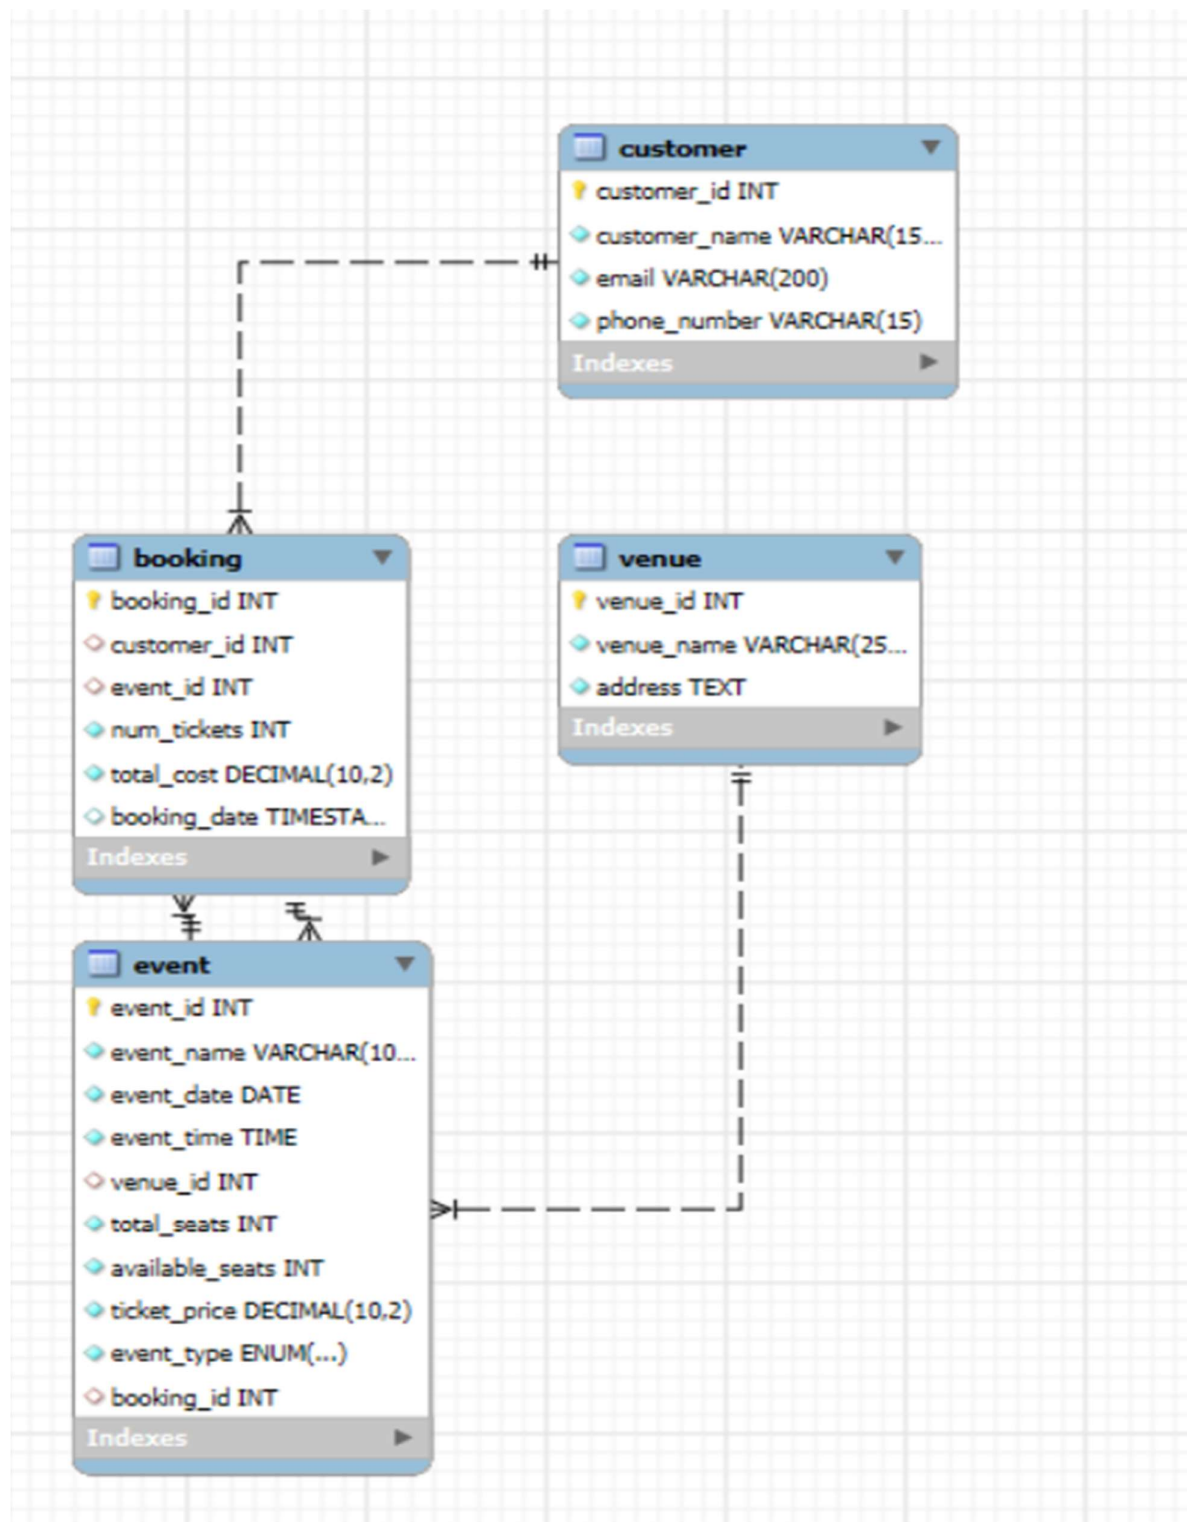 customer
customer_id INT
customer_name VARCHAR(15...
email VARCHAR(200)
phone_number VARCHAR(15)
Indexes
booking
booking_id INT
customer_id INT
event_id INT
num_tickets INT
total_cost DECIMAL(10,2)
booking_date TIMESTA...
Indexes
venue
venue_id INT
venue_name VARCHAR(25...
address TEXT
Indexes
event
event_id INT
event_name VARCHAR(10...
event_date DATE
event_time TIME
venue_id INT
total_seats INT
available_seats INT
ticket_price DECIMAL(10,2)
event_type ENUM(...)
booking_id INT
Indexes